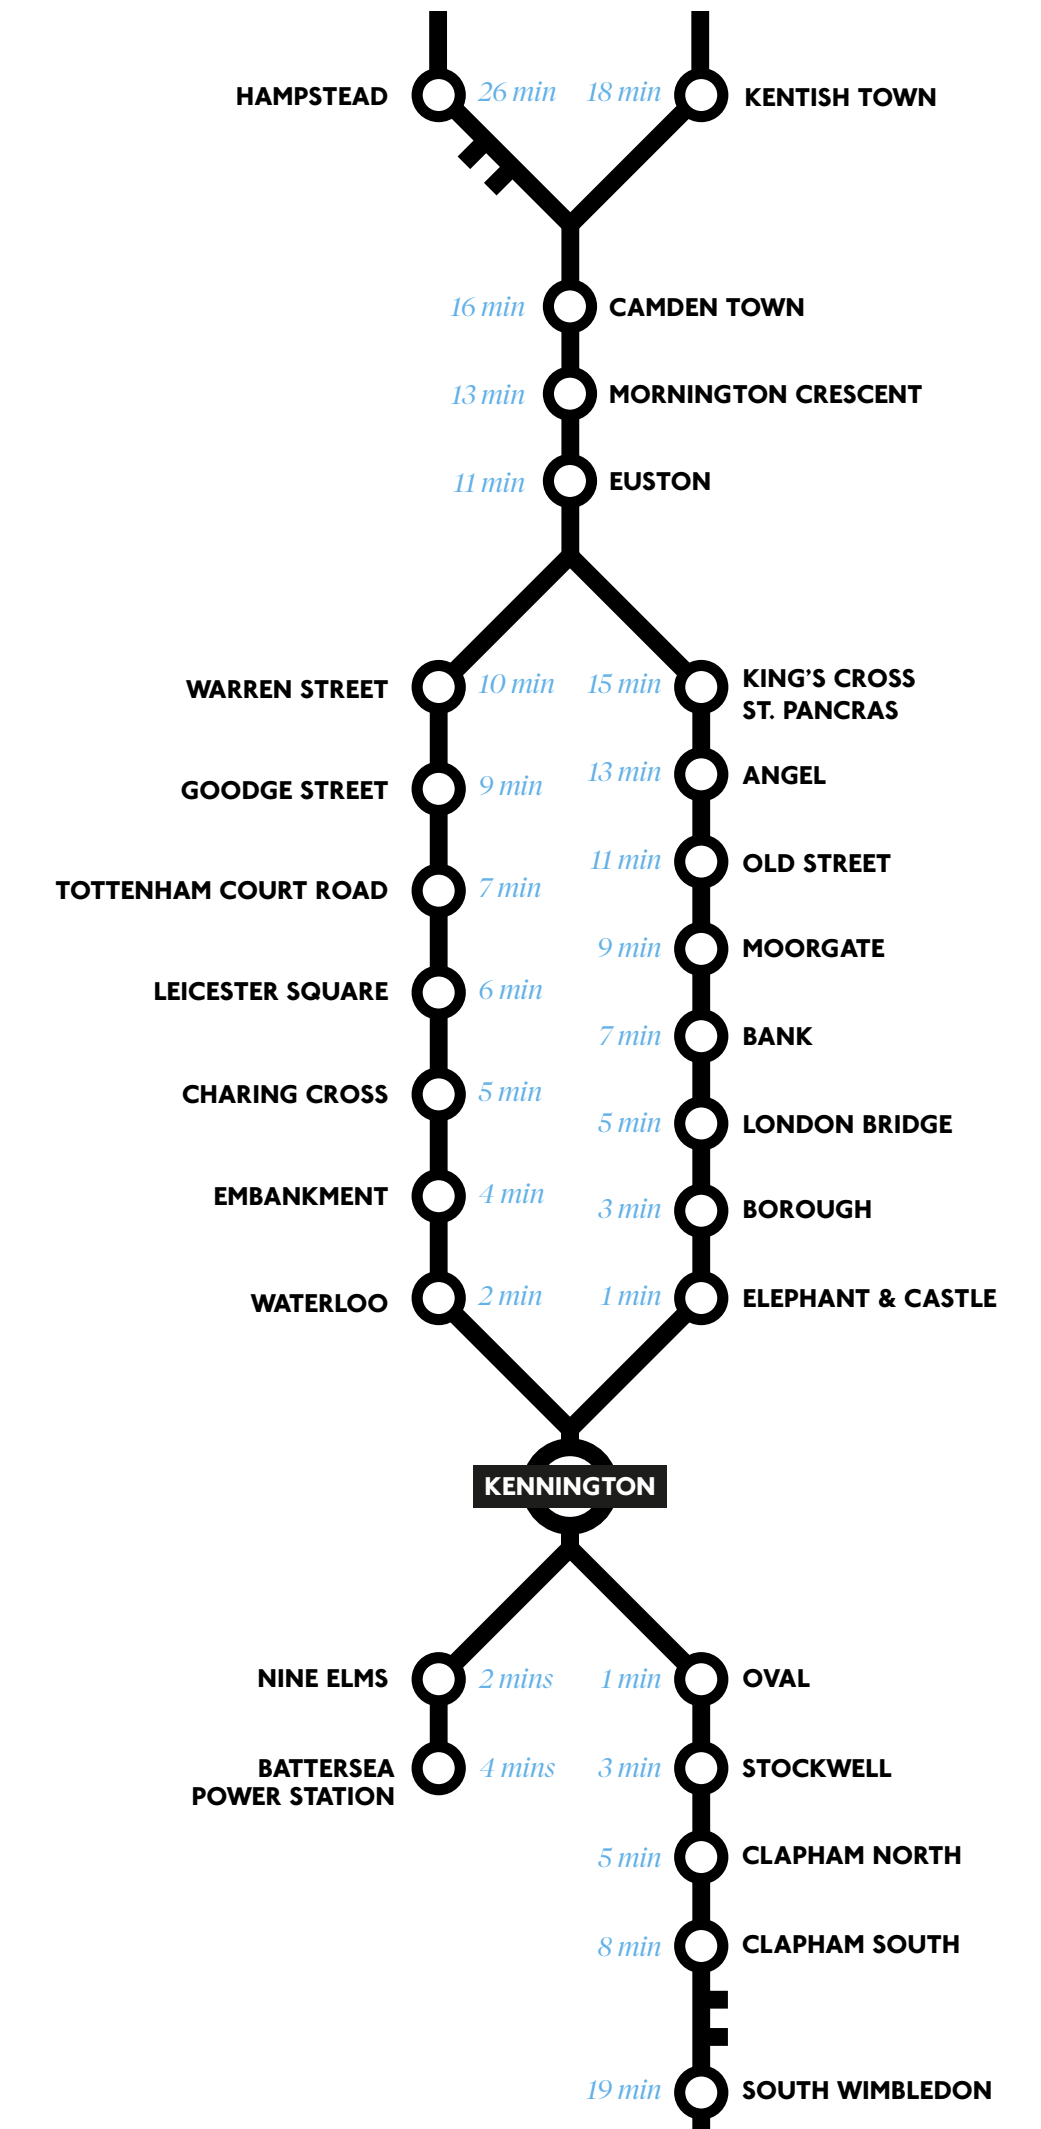 HAMPSTEAD 26 min 18 min KENTISH TOWN
16 min CAMDEN TOWN
13 min MORNINGTON CRESCENT
11 min EUSTON
WARREN STREET 10 min 15 min KING’S CROSS
ST. PANCRAS
13 min ANGEL
GOODGE STREET 9 min
11 min OLD STREET
TOTTENHAM COURT ROAD 7 min
9 min MOORGATE
LEICESTER SQUARE 6 min
7 min BANK
CHARING CROSS 5 min
5 min LONDON BRIDGE
EMBANKMENT 4 min
3 min BOROUGH
WATERLOO 2 min 1 min ELEPHANT & CASTLE
KENNINGTON
NINE ELMS 2 mins 1 min OVAL
BATTERSEA 4 mins 3 min STOCKWELL
POWER STATION
5 min CLAPHAM NORTH
8 min CLAPHAM SOUTH
19 min SOUTH WIMBLEDON